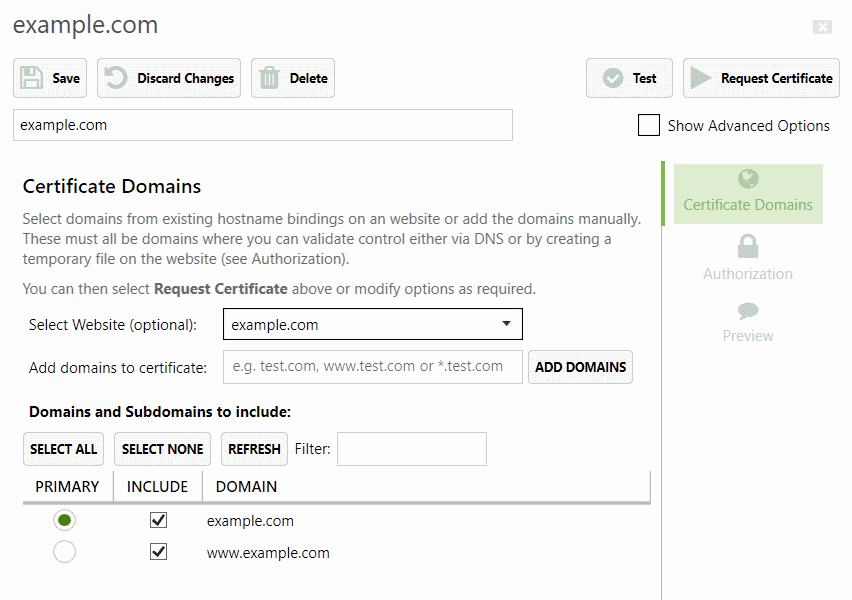 example.com
Save
Discard Changes
Delete
Test
Request Certificate
example.com
Show Advanced Options
Certificate Domains
Select domains from existing hostname bindings on an website or add the domains manually.
These must all be domains where you can validate control either via DNS or by creating a
temporary file on the website (see Authorization).
You can then select Request Certificate above or modify options as required.
Select Website (optional):
example.com
Add domains to certificate:
e.g. test.com, www.test.com or *.test.com
ADD DOMAINS
Domains and Subdomains to include:
SELECT ALL
SELECT NONE
REFRESH
Filter:
PRIMARY
INCLUDE
DOMAIN
example.com
www.example.com
Certificate Domains
Authorization
Preview